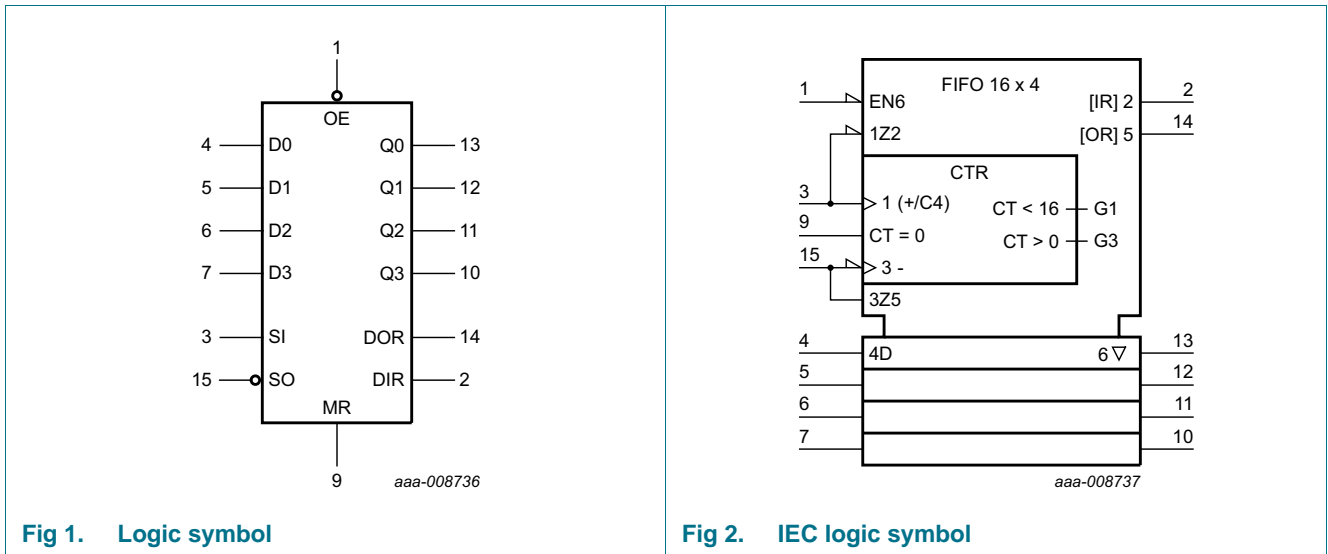 1
OE
4 D0 Q0 13
5 D1 Q1 12
6 D2 Q2 11
7 D3 Q3 10
3 SI DOR 14
15 SO DIR 2
MR
9 aaa-008736
Fig 1. Logic symbol
FIFO 16 x 4
1 EN6 [IR] 2 2
1Z2 [OR] 5 14
CTR
3 1 (+/C4) CT < 16 G1
9 CT = 0 CT > 0 G3
15 3 -
3Z5
4 4D 6 ▽ 13
5 12
6 11
7 10
aaa-008737
Fig 2. IEC logic symbol